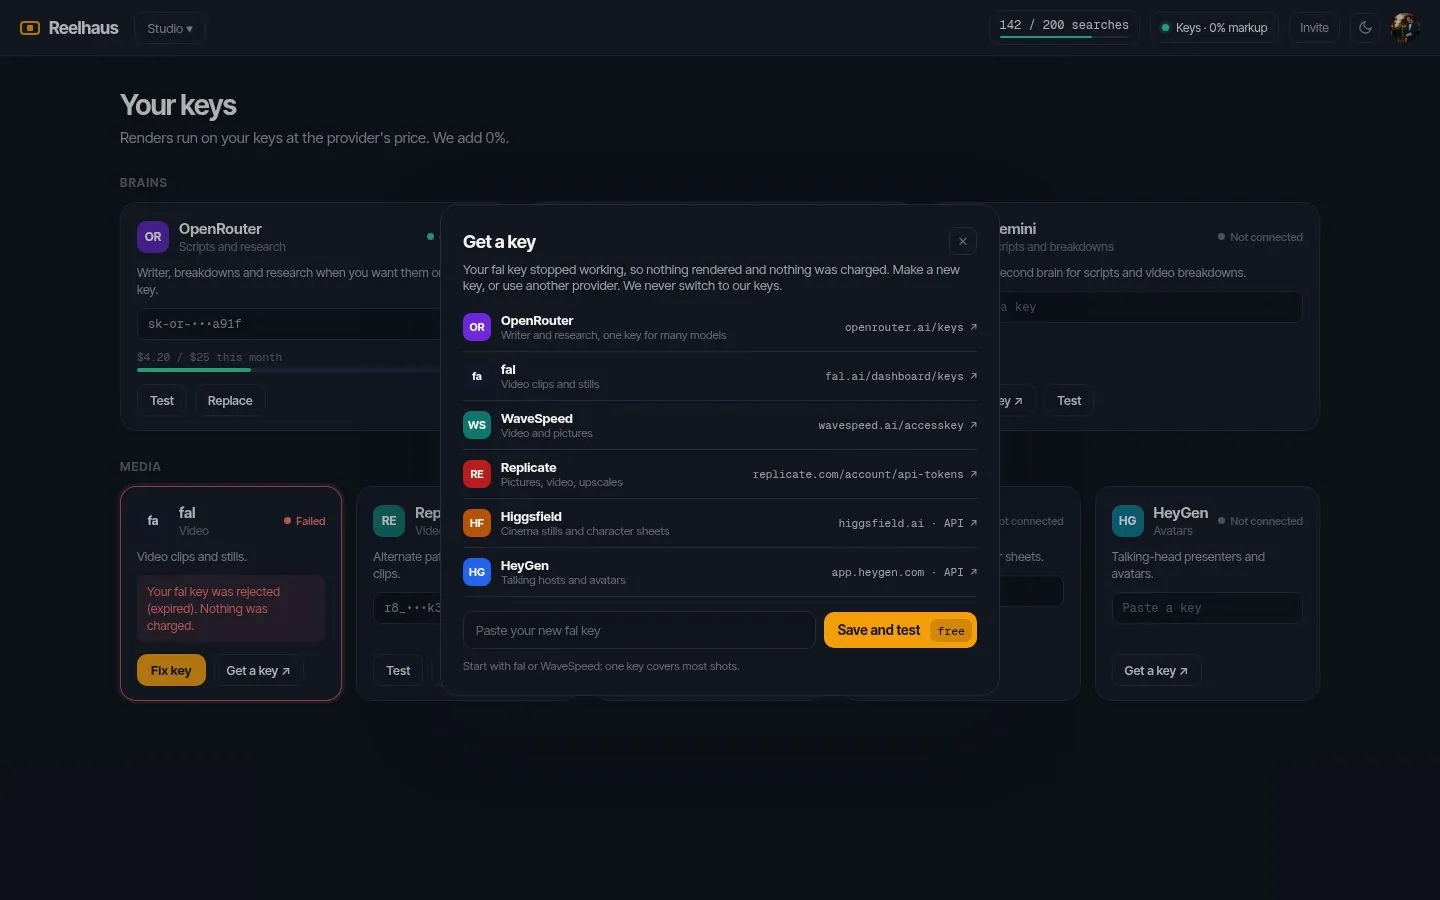 Reelhaus
Studio ▾
142 / 200 searches
Keys · 0% markup
Invite
Your keys
Renders run on your keys at the provider's price. We add 0%.
BRAINS
OR
OpenRouter
Scripts and research
Writer, breakdowns and research when you want them o
key.
sk-or-···a91f
$4.20 / $25 this month
Test
Replace
emini
ripts and breakdowns
Not connected
econd brain for scripts and video breakdowns.
a key
ey ↗
Test
MEDIA
fa
fal
Video
Failed
Video clips and stills.
Your fal key was rejected
(expired). Nothing was
charged.
Fix key
Get a key ↗
RE
Rep
Vide
Alternate pat
clips.
r8_···k3
Test
ot connected
r sheets.
HG
HeyGen
Avatars
Not connected
Talking-head presenters and
avatars.
Paste a key
Get a key ↗
Get a key
×
Your fal key stopped working, so nothing rendered and nothing was charged. Make a new
key, or use another provider. We never switch to our keys.
OR
OpenRouter
Writer and research, one key for many models
openrouter.ai/keys ↗
fa
fal
Video clips and stills
fal.ai/dashboard/keys ↗
WS
WaveSpeed
Video and pictures
wavespeed.ai/accesskey ↗
RE
Replicate
Pictures, video, upscales
replicate.com/account/api-tokens ↗
HF
Higgsfield
Cinema stills and character sheets
higgsfield.ai · API ↗
HG
HeyGen
Talking hosts and avatars
app.heygen.com · API ↗
Paste your new fal key
Save and test
free
Start with fal or WaveSpeed: one key covers most shots.